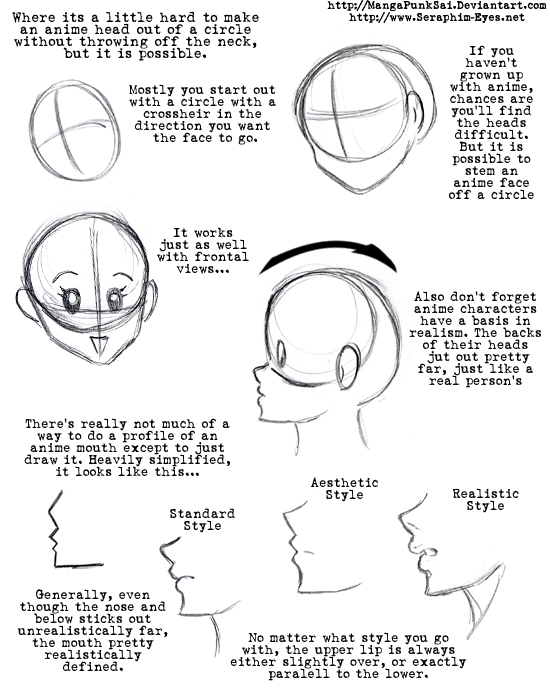 http://MangaPunkSai.Deviantart.com
http://www.Seraphim-Eyes.net
Where its a little hard to make
an anime head out of a circle
without throwing off the neck,
but it is possible.
Mostly you start out
with a circle with a
crossheir in the
direction you want
the face to go.
If you
haven't
grown up
with anime,
chances are
you'll find
the heads
difficult.
But it is
possible to
stem an
anime face
off a circle
It works
just as well
with frontal
views...
Also don't forget
anime characters
have a basis in
realism. The backs
of their heads
jut out pretty
far, just like a
real person's
There's really not much of a
way to do a profile of an
anime mouth except to just
draw it. Heavily simplified,
it looks like this...
Standard
Style
Aesthetic
Style
Realistic
Style
Generally, even
though the nose and
below sticks out
unrealistically far,
the mouth pretty
realistically
defined.
No matter what style you go
with, the upper lip is always
either slightly over, or exactly
paralell to the lower.